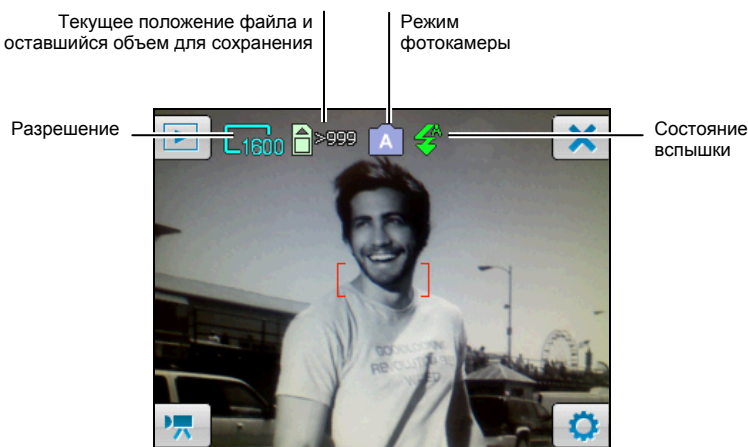 Текущее положение файла и
оставшийся объем для сохранения
Режим
фотокамеры
Разрешение
1600
>999
A
A
Состояние
вспышки